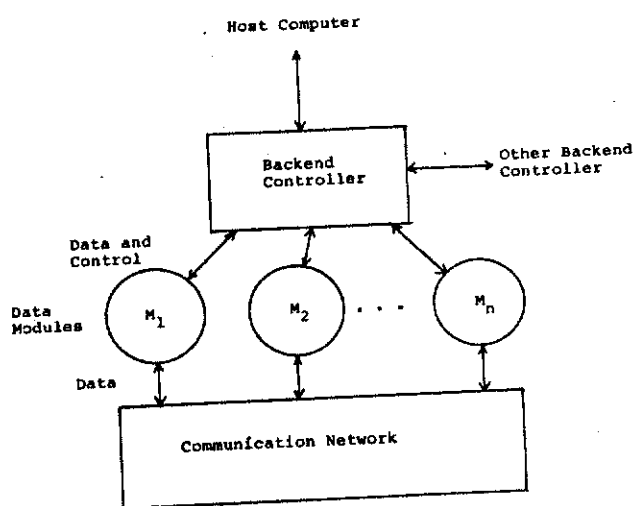 Host Computer
Backend
Controller
Other Backend
Controller
Data and
Control
Data
Modules
M1
M2
. . .
Mn
Data
Communication Network